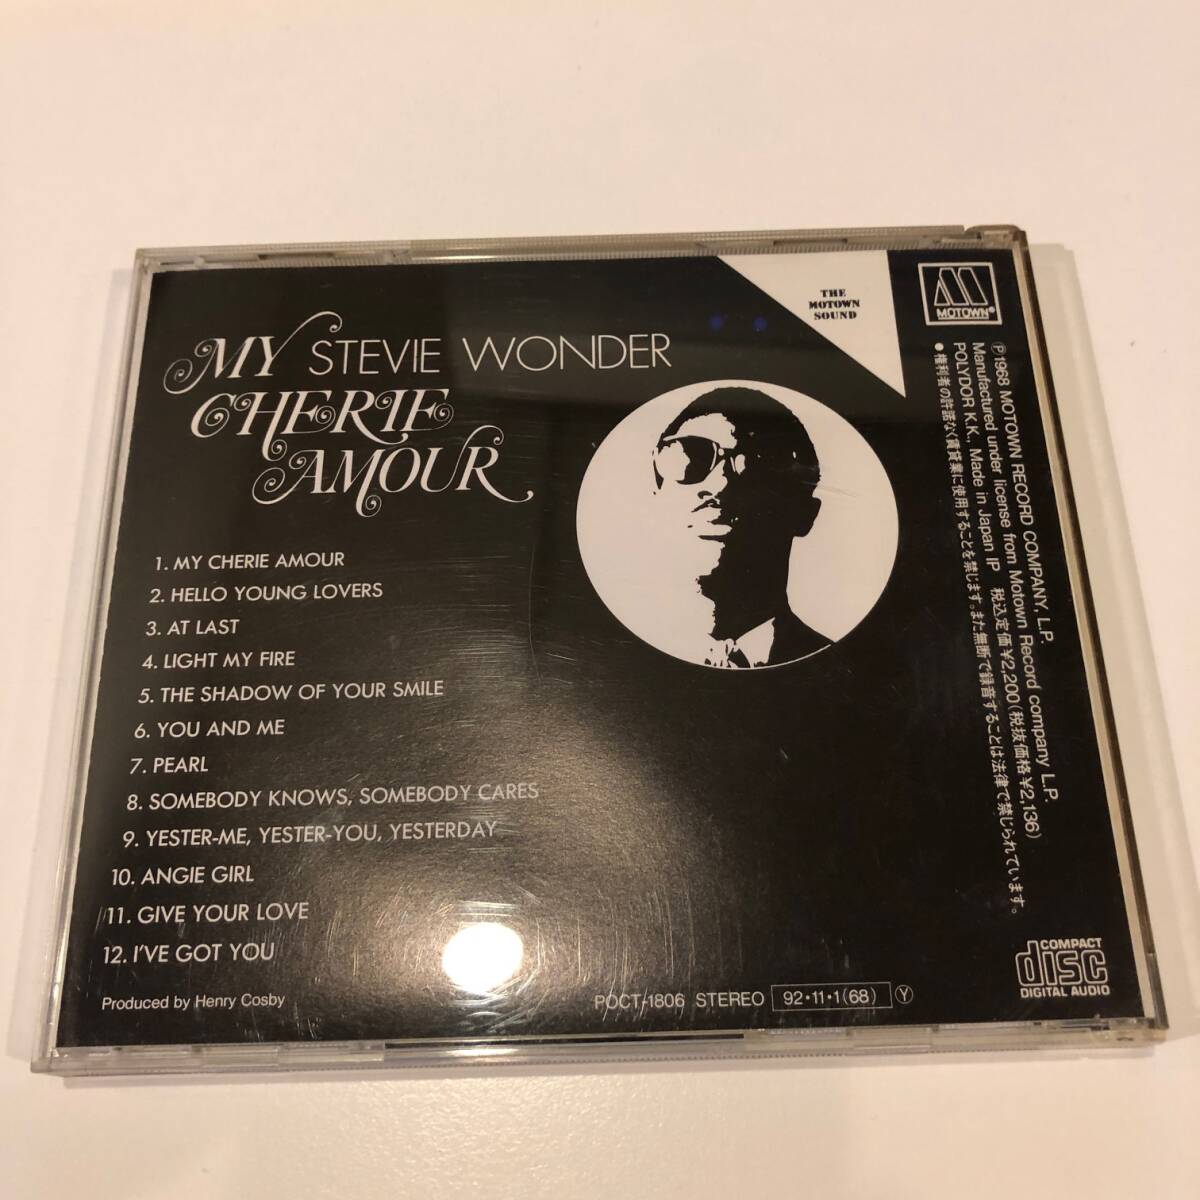 MY STEVIE WONDER
CHERIE
AMOUR
THE
MOTOWN
SOUND
1. MY CHERIE AMOUR
2. HELLO YOUNG LOVERS
3. AT LAST
4. LIGHT MY FIRE
5. THE SHADOW OF YOUR SMILE
6. YOU AND ME
7. PEARL
8. SOMEBODY KNOWS, SOMEBODY CARES
9. YESTER-ME, YESTER-YOU, YESTERDAY
10. ANGIE GIRL
11. GIVE YOUR LOVE
12. I'VE GOT YOU
Produced by Henry Cosby
POCT-1806 STEREO 92・11・1(68) Ⓨ
MOTOWN®
Ⓟ1968 MOTOWN RECORD COMPANY, L.P.
Manufactured under license from Motown Record company L.P.
POLYDOR K.K., Made in Japan IP 税込定価¥2,200(税抜価格¥2,136)
●権利者の許諾なく賃貸業に使用することを禁じます。また無断で録音することは法律で禁じられています。
COMPACT
disc
DIGITAL AUDIO